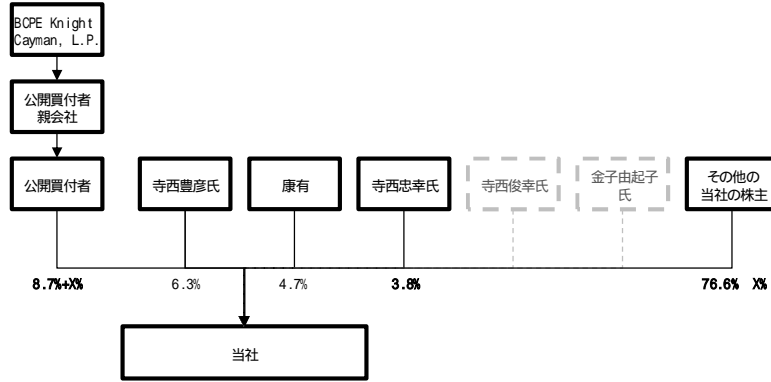 BCPE Knight
Cayman, L.P.
公開買付者
親会社
公開買付者
寺西豊彦氏
康有
寺西忠幸氏
寺西俊幸氏
金子由起子
氏
その他の
当社の株主
8.7%+X%
6.3%
4.7%
3.8%
76.6% X%
当社